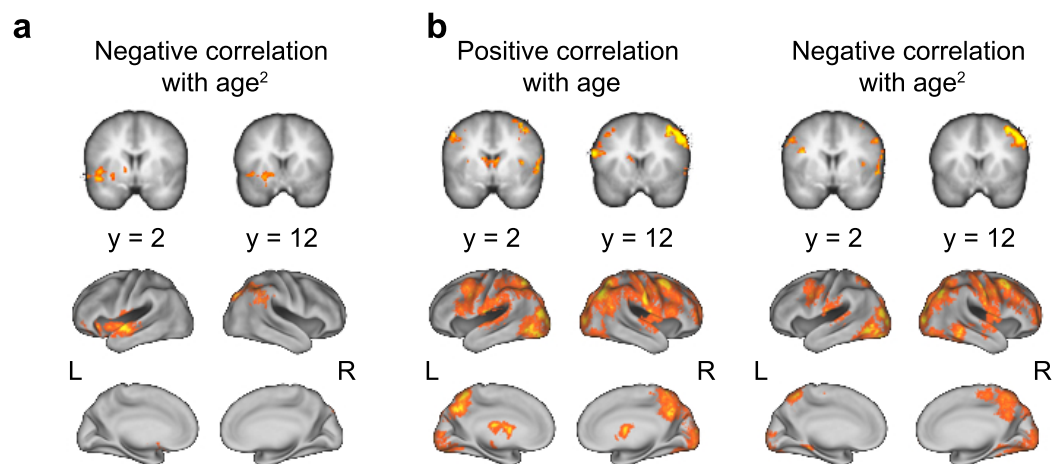 a
Negative correlation
with age²
y = 2
y = 12
L
R
b
Positive correlation
with age
y = 2
y = 12
L
R
Negative correlation
with age²
y = 2
y = 12
L
R